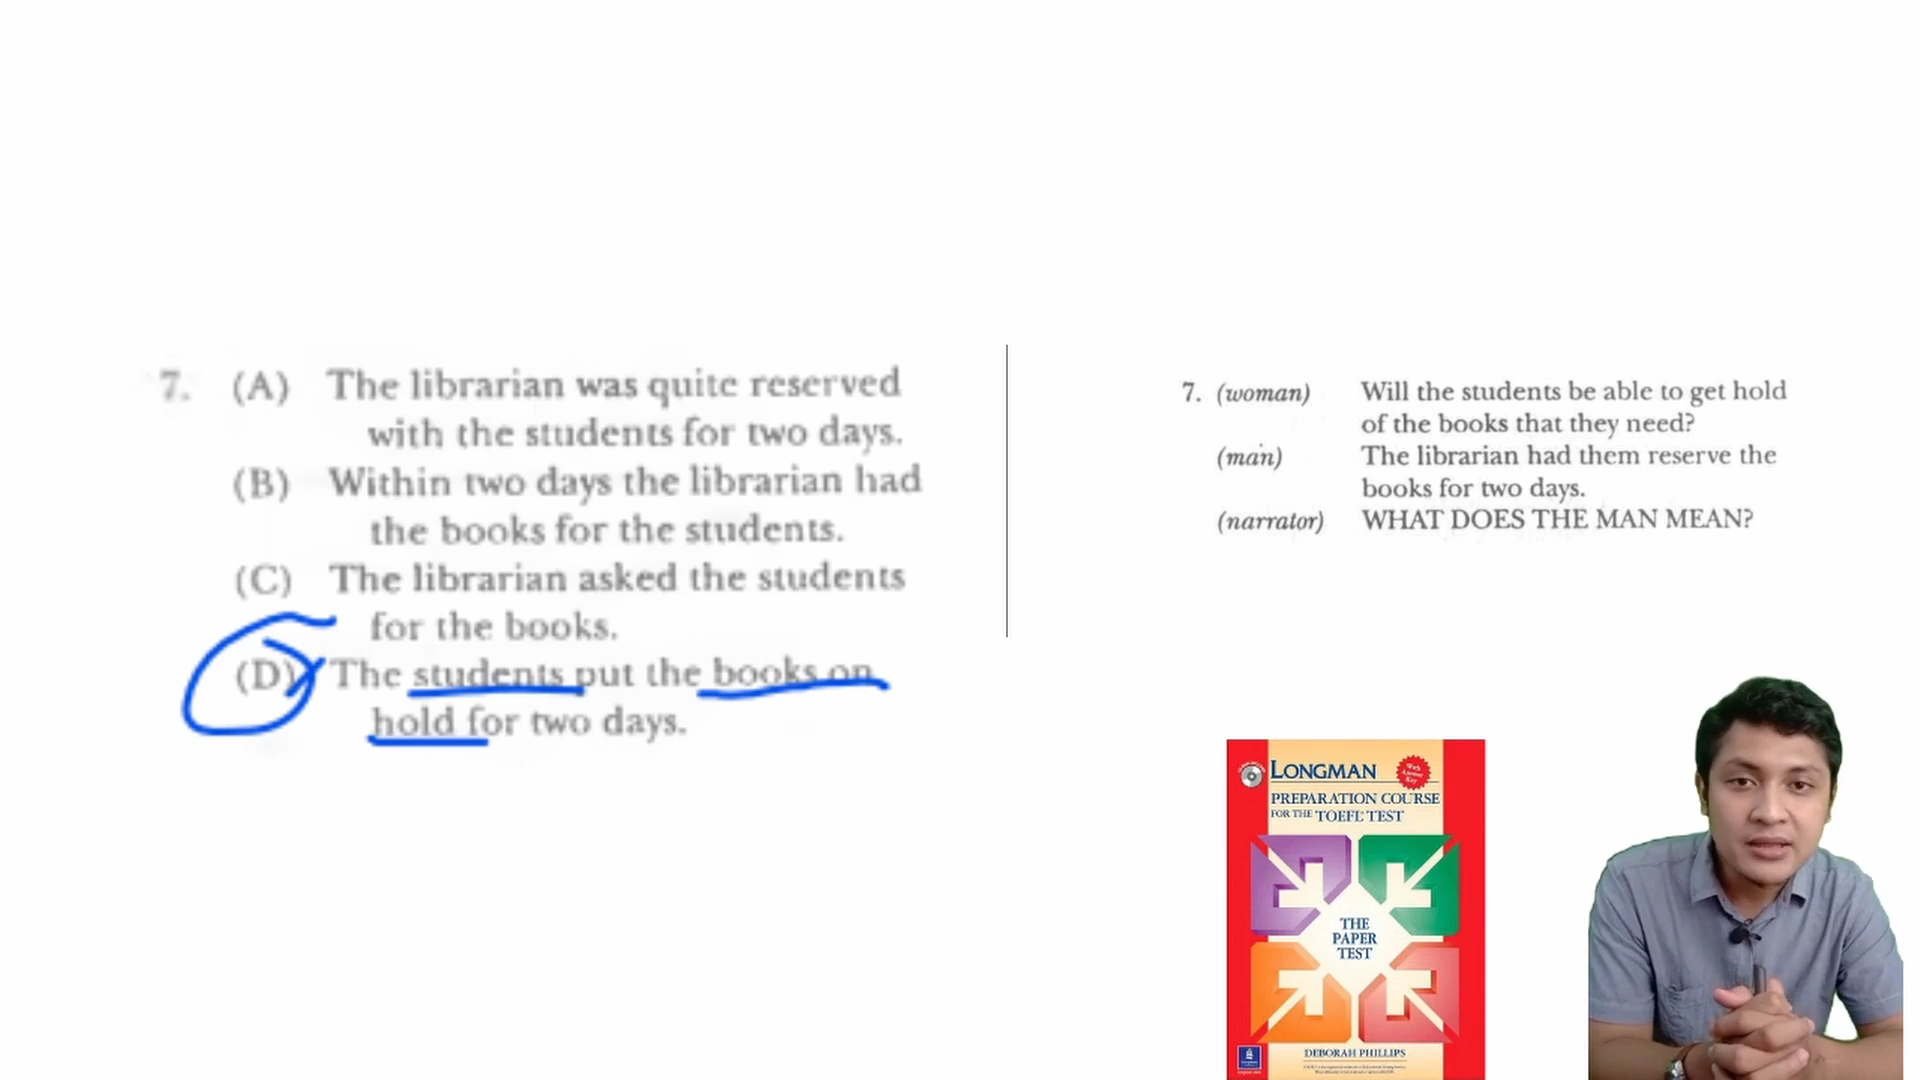 7. (A) The librarian was quite reserved
with the students for two days.
(B) Within two days the librarian had
the books for the students.
(C) The librarian asked the students
for the books.
(D) The students put the books on
hold for two days.
7. (woman) Will the students be able to get hold
of the books that they need?
(man) The librarian had them reserve the
books for two days.
(narrator) WHAT DOES THE MAN MEAN?
LONGMAN
With
Answer
Key
PREPARATION COURSE
FOR THE TOEFL TEST
THE
PAPER
TEST
DEBORAH PHILLIPS